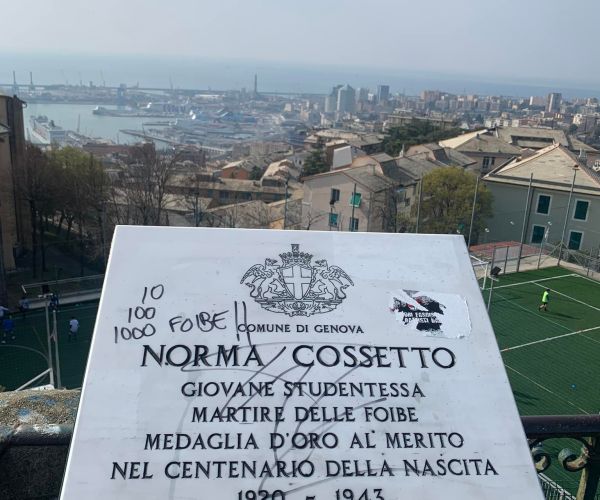 10
100
1000 FOIBE!!
COMUNE DI GENOVA
NORMA COSSETTO
GIOVANE STUDENTESSA
MARTIRE DELLE FOIBE
MEDAGLIA D'ORO AL MERITO
NEL CENTENARIO DELLA NASCITA
1920 - 1943